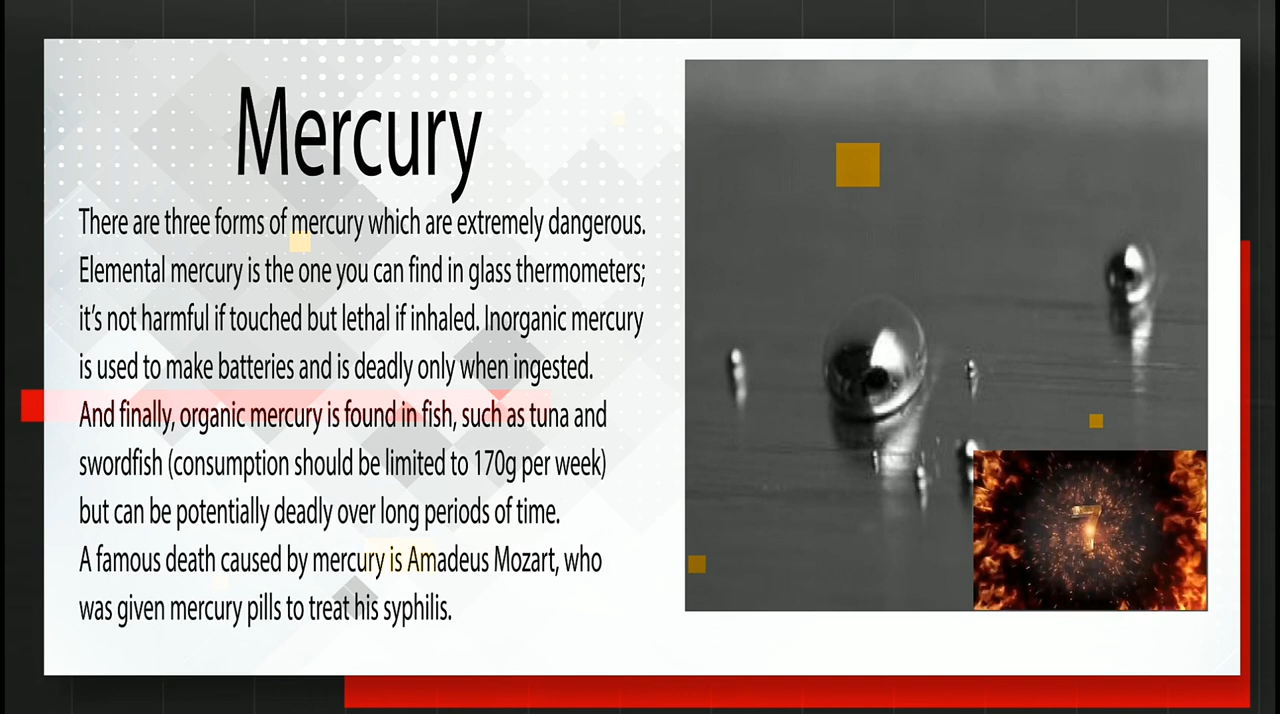 Mercury
There are three forms of mercury which are extremely dangerous.
Elemental mercury is the one you can find in glass thermometers;
it's not harmful if touched but lethal if inhaled. Inorganic mercury
is used to make batteries and is deadly only when ingested.
And finally, organic mercury is found in fish, such as tuna and
swordfish (consumption should be limited to 170g per week)
but can be potentially deadly over long periods of time.
A famous death caused by mercury is Amadeus Mozart, who
was given mercury pills to treat his syphilis.
7